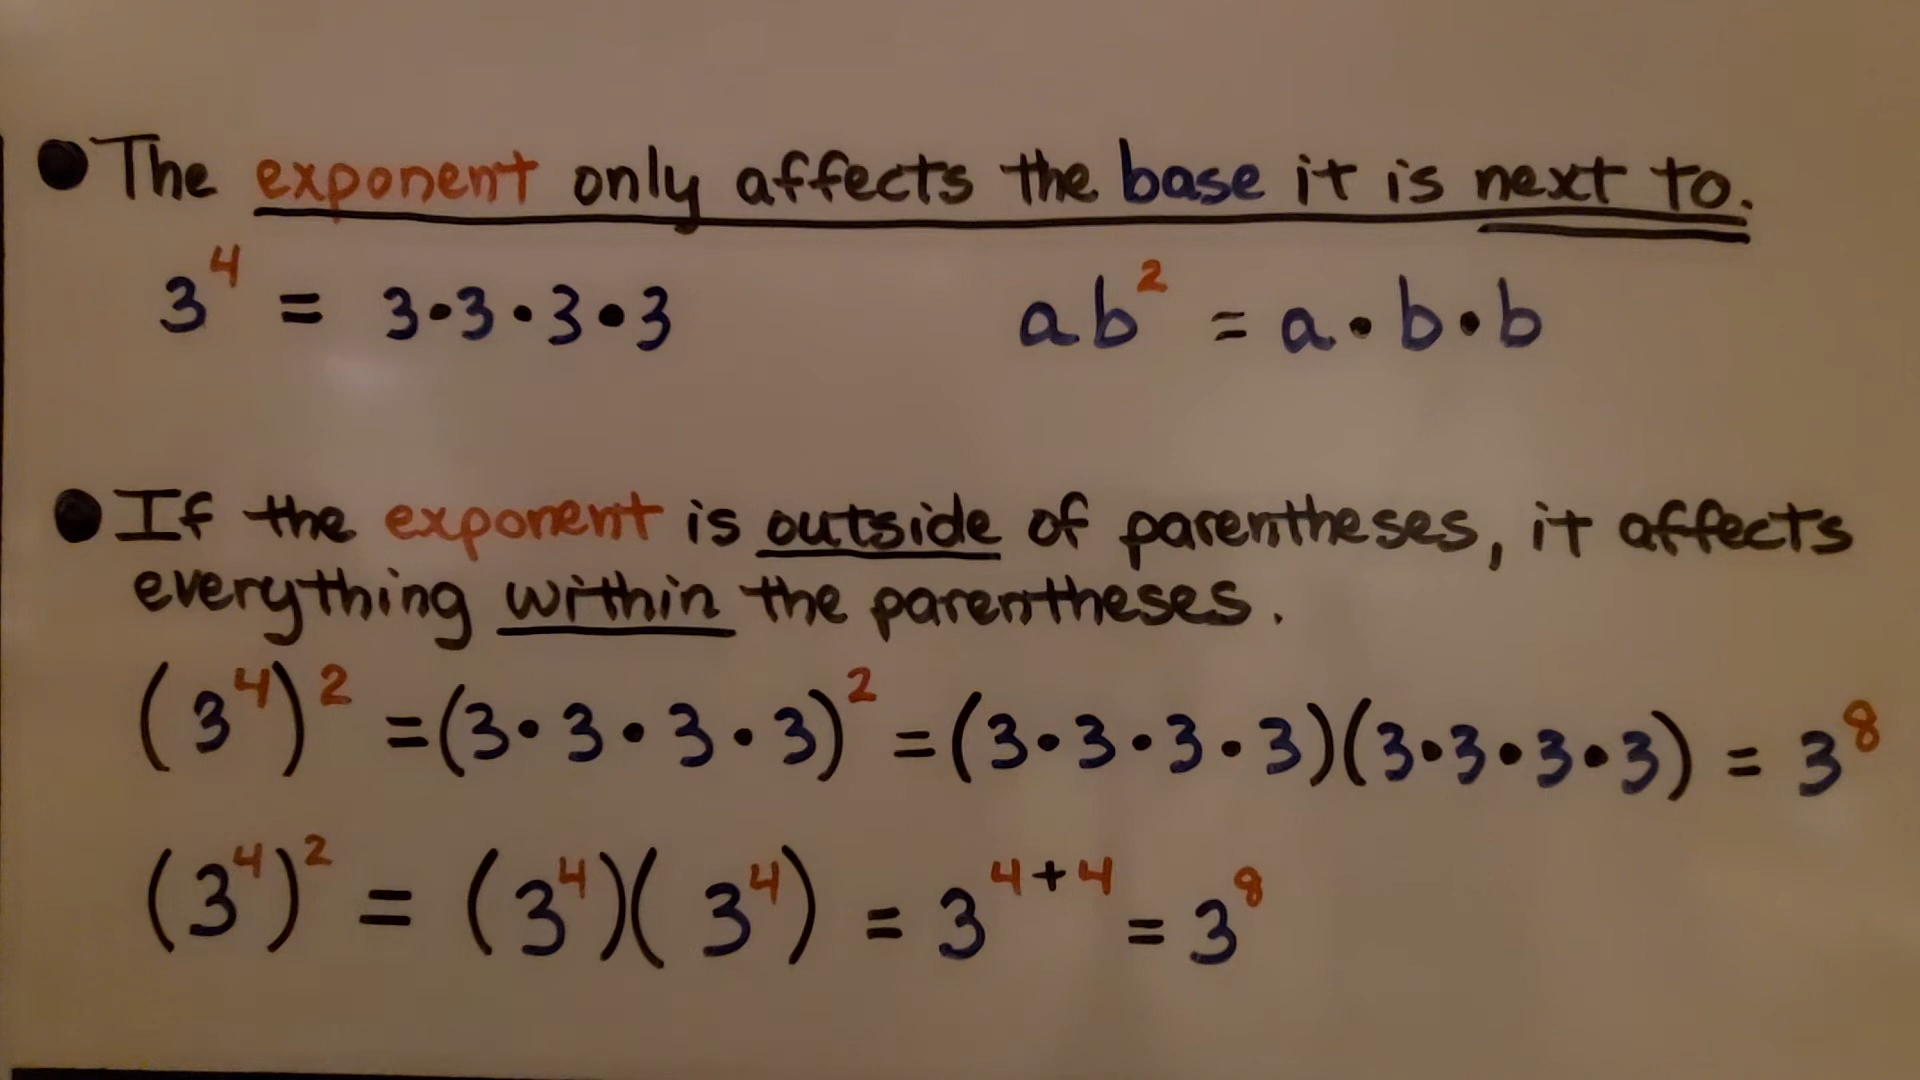 ● The exponent only affects the base it is next to.
3⁴ = 3•3•3•3
ab² = a•b•b
● If the exponent is outside of parentheses, it affects
everything within the parentheses.
(3⁴)² = (3•3•3•3)² = (3•3•3•3)(3•3•3•3) = 3⁸
(3⁴)² = (3⁴)(3⁴) = 3⁴⁺⁴ = 3⁸